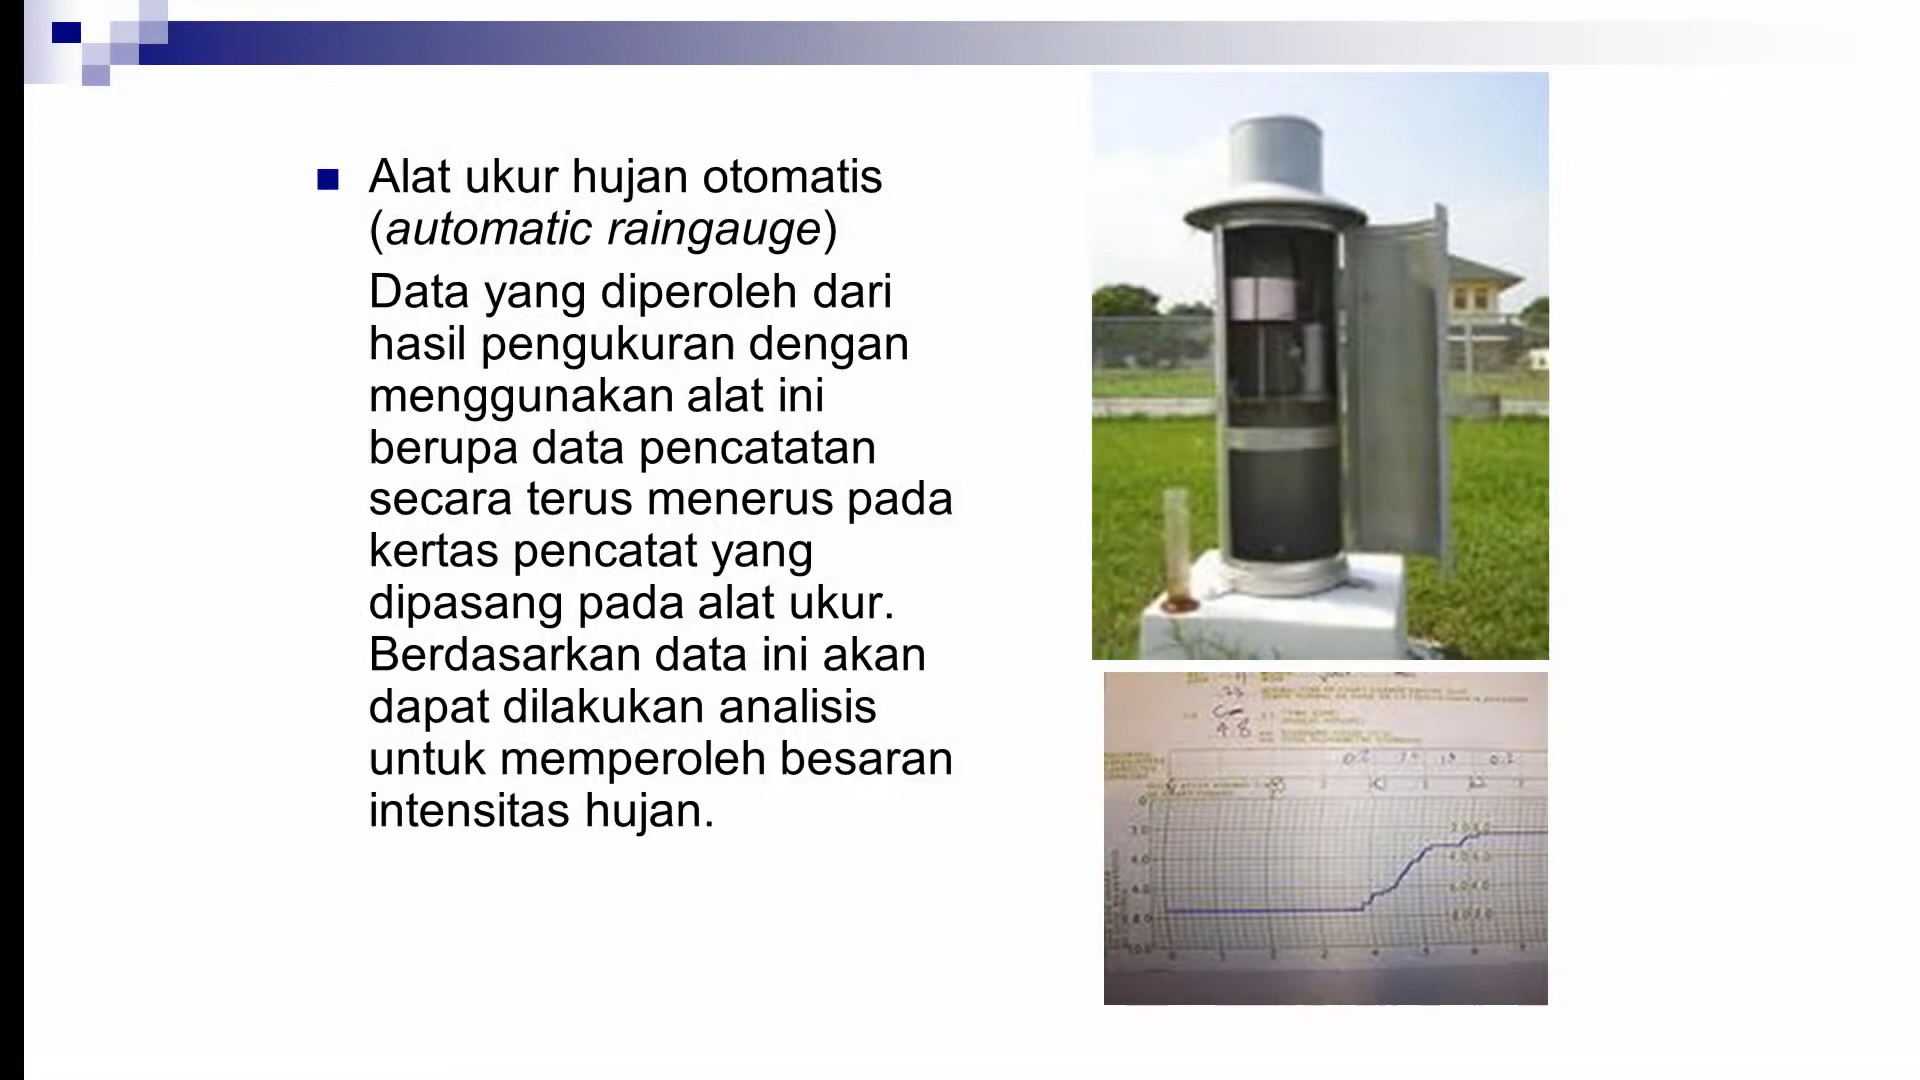 Alat ukur hujan otomatis
(automatic raingauge)
Data yang diperoleh dari
hasil pengukuran dengan
menggunakan alat ini
berupa data pencatatan
secara terus menerus pada
kertas pencatat yang
dipasang pada alat ukur.
Berdasarkan data ini akan
dapat dilakukan analisis
untuk memperoleh besaran
intensitas hujan.